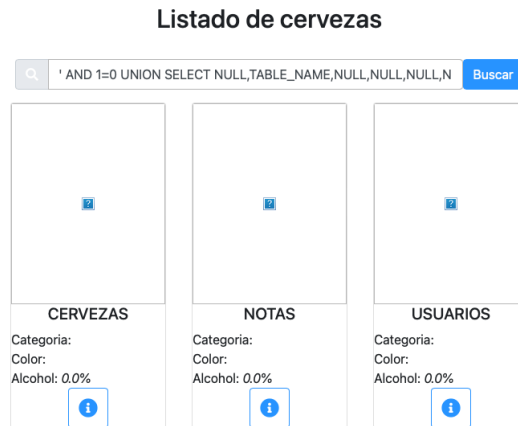 Listado de cervezas
' AND 1=0 UNION SELECT NULL,TABLE_NAME,NULL,NULL,NULL,N Buscar
CERVEZAS NOTAS USUARIOS
Categoria: Categoria: Categoria:
Color: Color: Color:
Alcohol: 0.0% Alcohol: 0.0% Alcohol: 0.0%